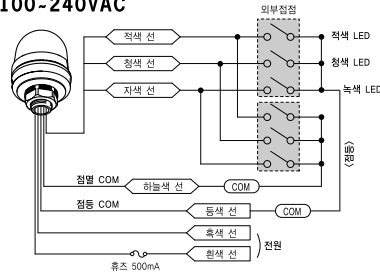 100~240VAC
외부접점
적색 선
적색 LED
청색 선
청색 LED
자색 선
녹색 LED
<점등>
점멸 COM
하늘색 선
COM
점등 COM
등색 선
COM
흑색 선
전원
흰색 선
휴즈 500mA